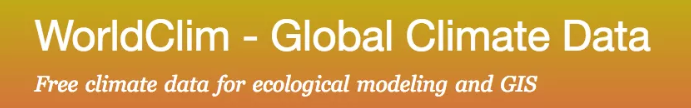 WorldClim - Global Climate Data
Free climate data for ecological modeling and GIS